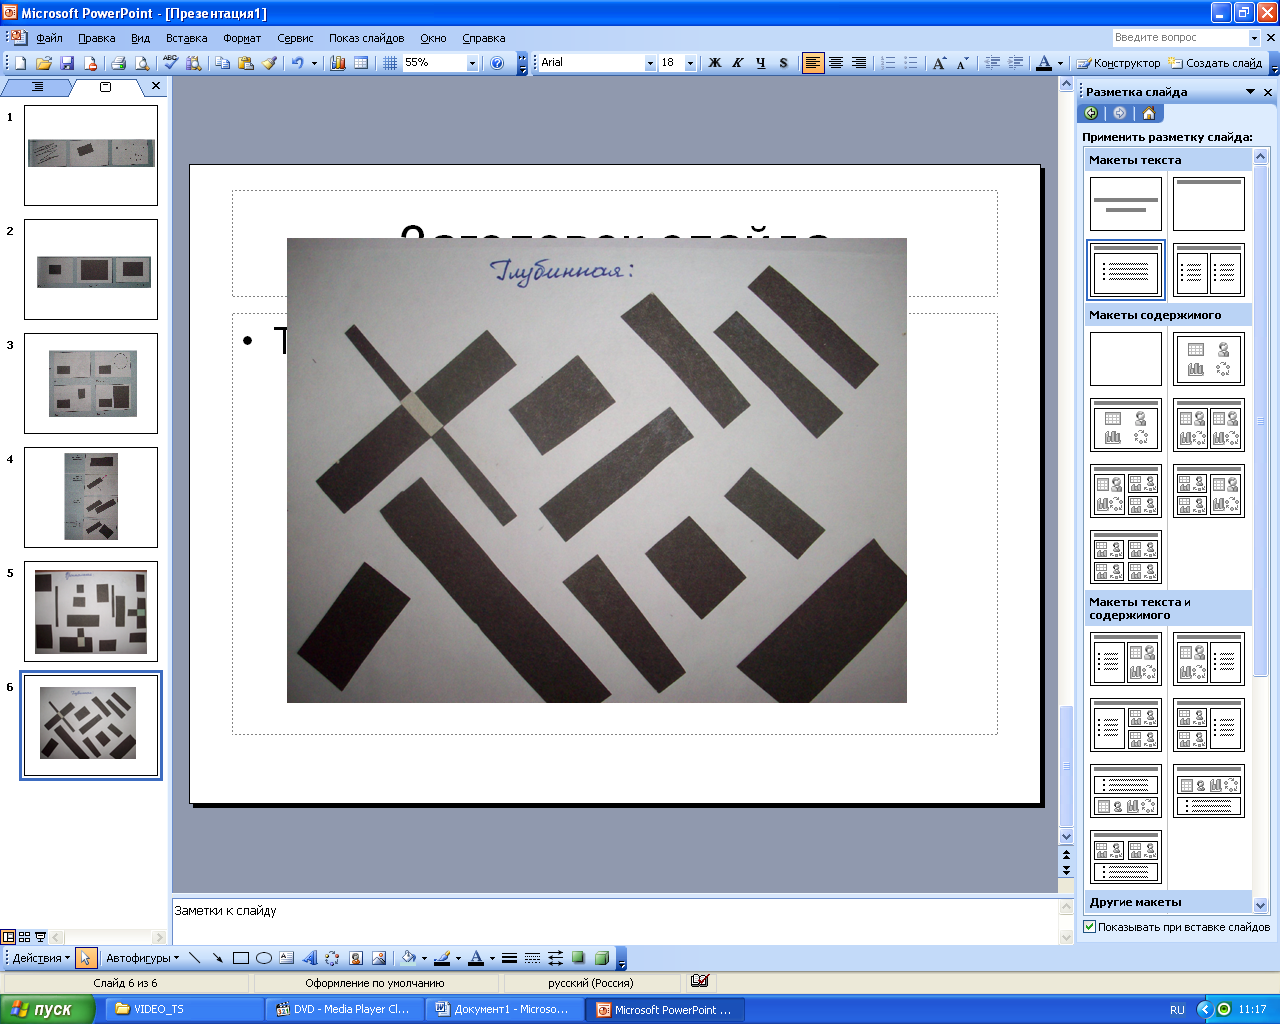 Microsoft PowerPoint - [Презентация1]
Файл Правка Вид Вставка Формат Сервис Показ слайдов Окно Справка
Введите вопрос
55%
Arial
18
Ж К Ч S
Конструктор
Создать слайд
Разметка слайда
Применить разметку слайда:
Макеты текста
Макеты содержимого
Макеты текста и
содержимого
Другие макеты
Показывать при вставке слайдов
1
2
3
4
5
6
Заголовок слайда
Глубинная:
• Т
Заметки к слайду
Действия
Автофигуры
Слайд 6 из 6
Оформление по умолчанию
русский (Россия)
пуск
VIDEO_TS
DVD - Media Player Cl...
Документ1 - Microso...
Microsoft PowerPoint ...
RU
11:17